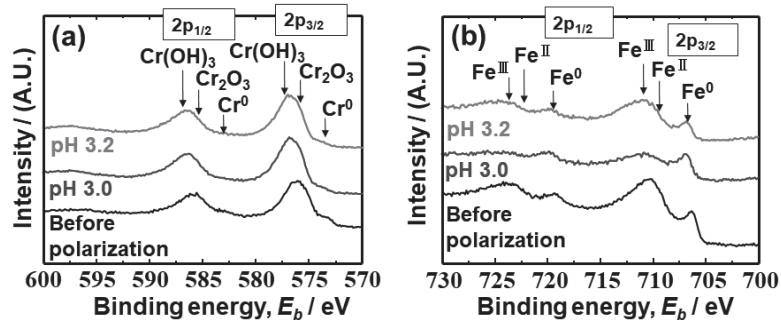 (a)
2p1/2
2p3/2
Cr(OH)3
Cr2O3
Cr0
Cr(OH)3
Cr2O3
Cr0
pH 3.2
pH 3.0
Before
polarization
Intensity / (A.U.)
600 595 590 585 580 575 570
Binding energy, Eb / eV
(b)
2p1/2
2p3/2
FeⅢ
FeⅡ
Fe0
FeⅢ
FeⅡ
Fe0
pH 3.2
pH 3.0
Before
polarization
Intensity / (A.U.)
730 725 720 715 710 705 700
Binding energy, Eb / eV